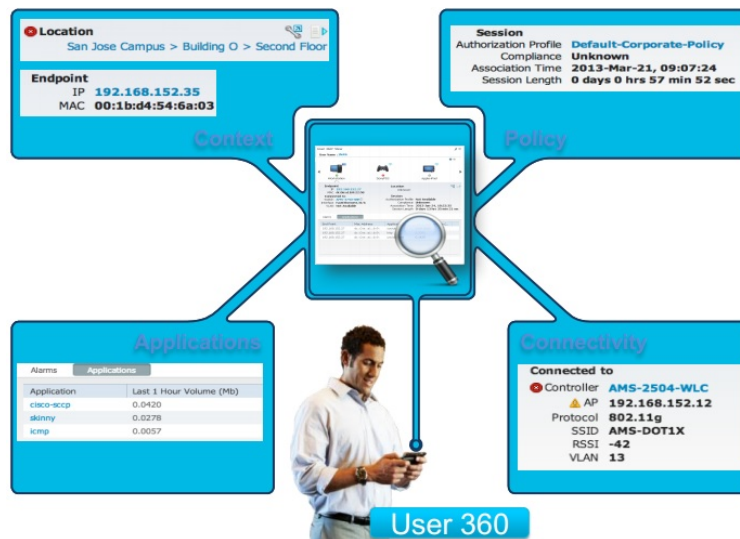 Location
San Jose Campus > Building O > Second Floor
Endpoint
IP 192.168.152.35
MAC 00:1b:d4:54:6a:03
Context
Session
Authorization Profile Default-Corporate-Policy
Compliance Unknown
Association Time 2013-Mar-21, 09:07:24
Session Length 0 days 0 hrs 57 min 52 sec
Policy
Endpoint
Location
Applications
Alarms Applications
Application Last 1 Hour Volume (Mb)
cisco-sccp 0.0420
skinny 0.0278
icmp 0.0057
Connectivity
Connected to
Controller AMS-2504-WLC
AP 192.168.152.12
Protocol 802.11g
SSID AMS-DOT1X
RSSI -42
VLAN 13
User 360